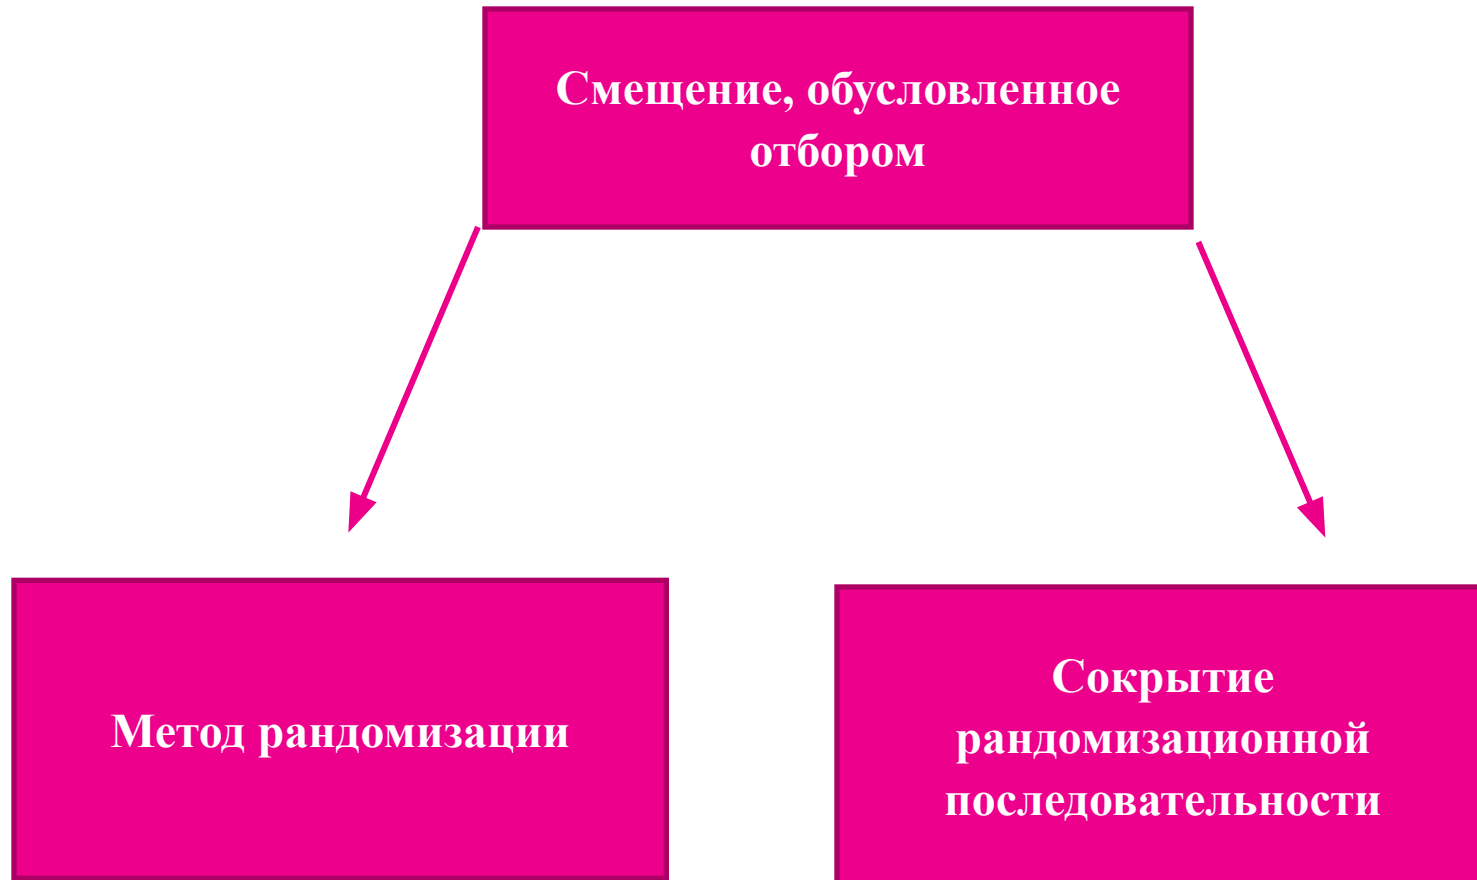 Смещение, обусловленное
отбором
Метод рандомизации
Сокрытие
рандомизационной
последовательности